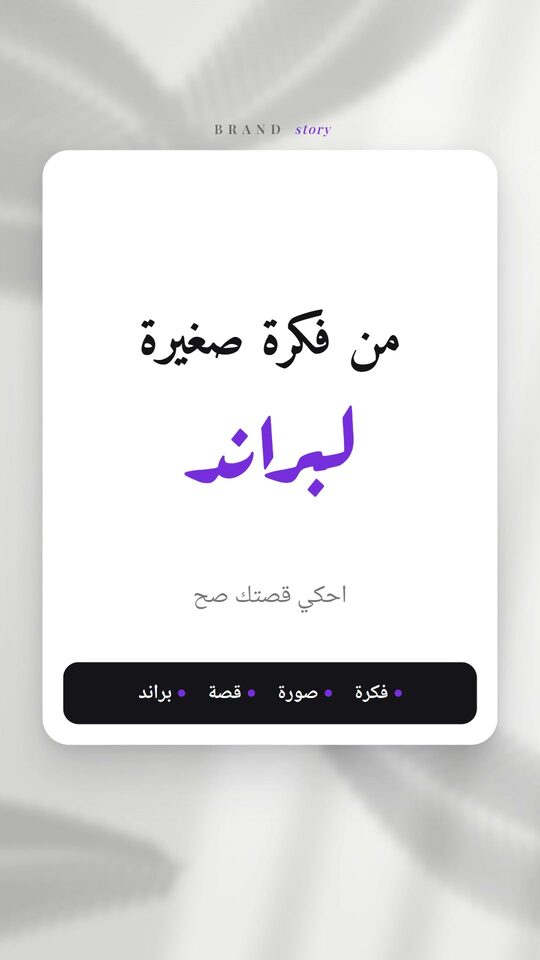 BRAND story
من فكرة صغيرة
لبراند
احكي قصتك صح
• فكرة • صورة • قصة • براند